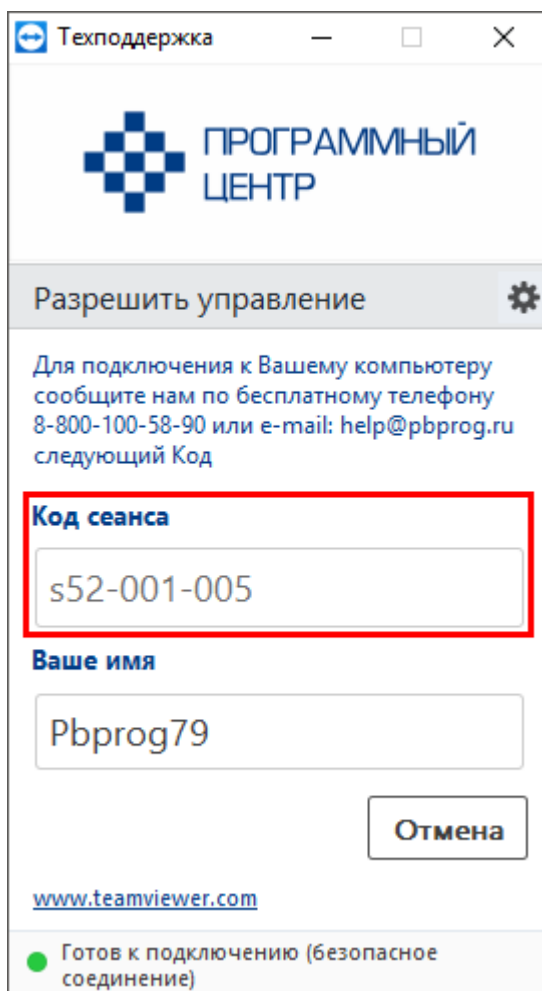 Техподдержка
ПРОГРАММНЫЙ
ЦЕНТР
Разрешить управление
Для подключения к Вашему компьютеру
сообщите нам по бесплатному телефону
8-800-100-58-90 или e-mail: help@pbprog.ru
следующий Код
Код сеанса
s52-001-005
Ваше имя
Pbprog79
Отмена
www.teamviewer.com
Готов к подключению (безопасное
соединение)